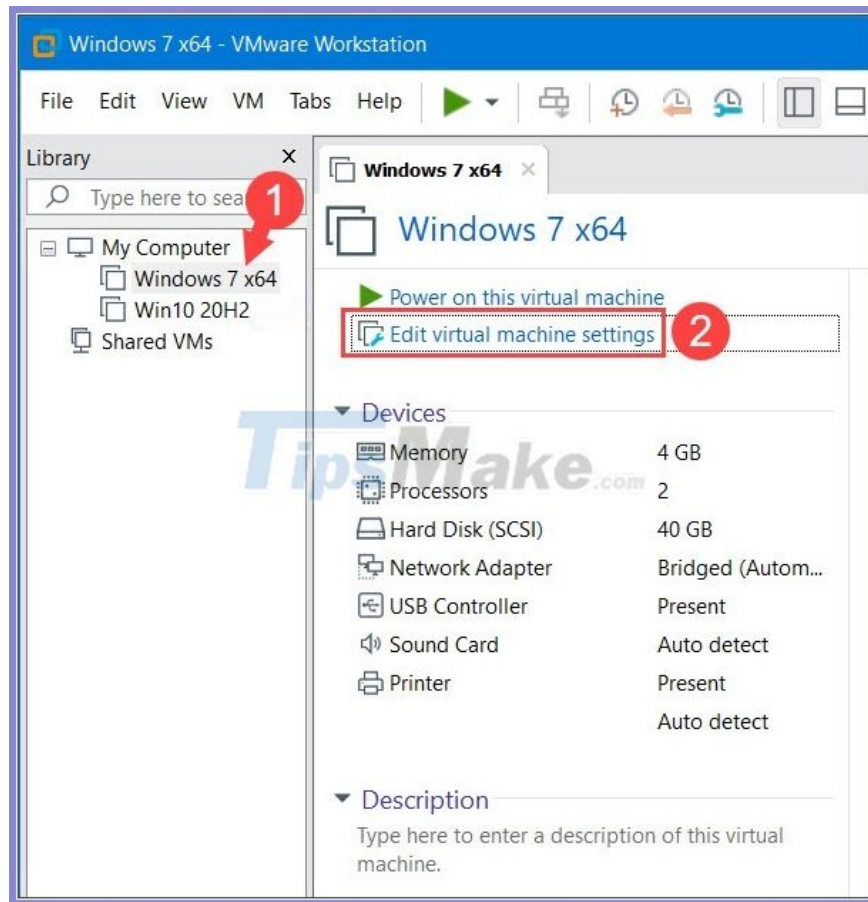 Windows 7 x64 - VMware Workstation
File Edit View VM Tabs Help
Library X
Type here to sea
1
My Computer
Windows 7 x64
Win10 20H2
Shared VMs
Windows 7 x64
Windows 7 x64
Power on this virtual machine
Edit virtual machine settings 2
Devices
TipsMake.com
Memory 4 GB
Processors 2
Hard Disk (SCSI) 40 GB
Network Adapter Bridged (Autom...
USB Controller Present
Sound Card Auto detect
Printer Present
Auto detect
Description
Type here to enter a description of this virtual
machine.